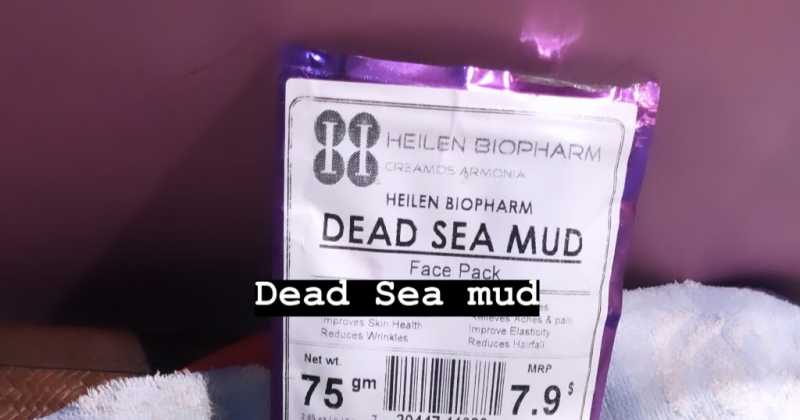 HEILEN BIOPHARM
CREAMOS ARMONIA
HEILEN BIOPHARM
DEAD SEA MUD
Face Pack
Dead Sea mud
Improves Skin Health
Reduces Wrinkles
Relieves Aches & pain
Improve Elasticity
Reduces Hairfall
Net wt.
75 gm
MRP
7.9 $